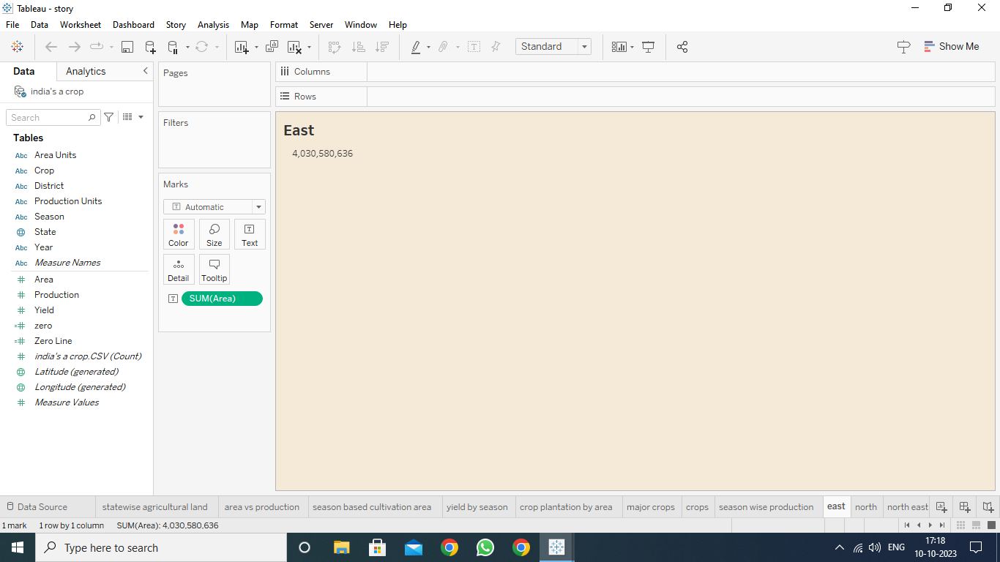 Tableau - story
File Data Worksheet Dashboard Story Analysis Map Format Server Window Help
Standard
Show Me
Data Analytics
india's a crop
Search
Tables
Abc Area Units
Abc Crop
Abc District
Abc Production Units
Abc Season
State
Abc Year
Abc Measure Names
# Area
# Production
# Yield
=# zero
=# Zero Line
# india's a crop.CSV (Count)
Latitude (generated)
Longitude (generated)
# Measure Values
Pages
Filters
Marks
T Automatic
Color Size T Text
Detail Tooltip
T SUM(Area)
Columns
Rows
East
4,030,580,636
Data Source statewise agricultural land area vs production season based cultivation area yield by season crop plantation by area major crops crops season wise production east north north east
1 mark 1 row by 1 column SUM(Area): 4,030,580,636
Type here to search
ENG
17:18
10-10-2023